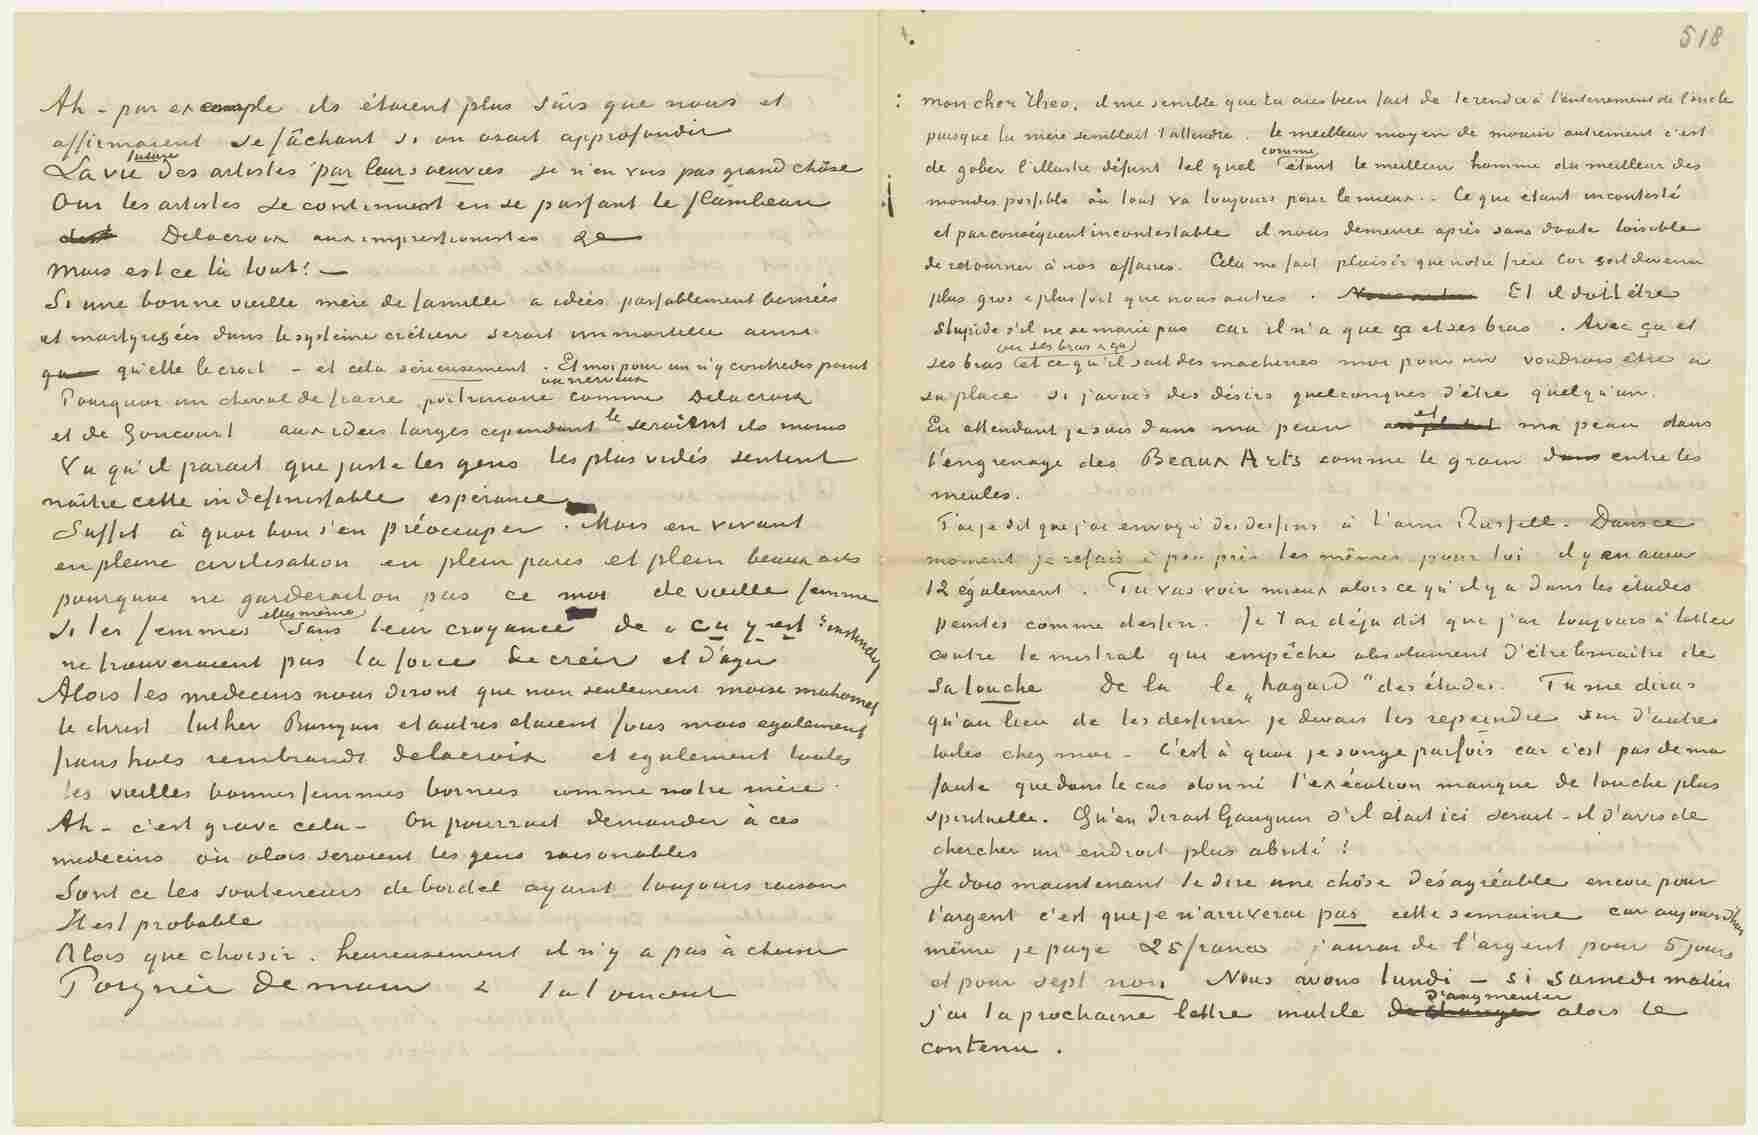 Ah – par exemple ils étaient plus sûrs que nous et
affirmaient se fâchant si on osait approfondir
La vie future des artistes par leurs oeuvres je n'en vois pas grand chôse
Oui les artistes se continuent en se passant le flambeau
Delacroix aux impressionistes &c
Mais est ce là tout? –
Si une bonne vieille mère de famille a idées passablement bornées
et martyrisées dans le système crétien serait immortelle ainsi
que qu'elle le croit – et cela sérieusement . Et moi pour un n'y contredis point
Pourquoi un cheval de fiacre poitrinaire ou nerveux comme Delacroix
et de Goncourt aux idees larges cependant le seraient ils moins
Vu qu'il parait que juste les gens les plus vidés sentent
naitre cette indefinissable espérance
Suffit à quoi bon s'en préoccuper . Mais en vivant
en pleine civilisation en plein paris et plein beaux arts
pourquoi ne garderait on pas ce moi de vieille femme
si les femmes elles mêmes sans leur croyance de ça y est instinctif
ne trouveraient pas la force de créer et d'agir
Alors les medecins nous diront que non seulement moise mahomet
le christ luther Bunyan et autres etaient fous mais egalement
frans hals rembrandt delacroix et egalement toutes
les vieilles bonnes femmes bornees comme notre mère.
Ah – c'est grave cela – On pourrait demander à ces
medecins où alors seraient les gens raisonables
Sont ce les souteneurs de bordel ayant toujours raison
Il est probable
Alors que choisir. heureusement il n'y a pas à choisir
Poignée de main t. à t. Vincent
518
mon cher Theo, il me semble que tu aies bien fait de te rendre à l'enterrement de l'oncle
puisque la mère semblait t'attendre. le meilleur moyen de mourir autrement c'est
de gober l'illustre défunt tel quel comme étant le meilleur homme du meilleur des
mondes possible où tout va toujours pour le mieux.. Ce que étant incontesté
et par conséquent incontestable il nous demeure après sans doute loisible
de retourner à nos affaires. Cela me fait plaisir que notre frère Cor soit devenu
plus gros & plus fort que nous autres . Et il doit être
stupide s'il ne se marie pas car il n'a que ça et ses bras . Avec ça et
ses bras ou ses bras & ça et ce qu'il sait des machines moi pour un voudrais être à
sa place si j'avais des désirs quelconques d'être quelqu'un.
En attendant je suis dans ma peau et ma peau dans
l'engrenage des Beaux Arts comme le grain entre les
meules.
T'ai je dit que j'ai envoyé des dessins à l'ami Russell. Dans ce
moment je refais à peu près les mêmes pour toi il y en aura
12 également . Tu vas voir mieux alors ce qu'il y a dans les études
peintes comme dessin. Je t'ai déjà dit que j'ai toujours à lutter
contre le mistral qui empêche absolument d'être le maitre de
sa touche De la le „hagard" des études. Tu me diras
qu'au lieu de les dessiner je devais les repeindre sur d'autres
toiles chez moi – C'est à quoi je songe parfois car c'est pas de ma
faute que dans le cas donné l'exécution manque de touche plus
spirituelle. Qu'en dirait Gauguin s'il était ici serait-il d'avis de
chercher un endroit plus abrité ?
Je dois maintenant te dire une chôse désagréable encore pour
l'argent c'est que je n'arriverai pas cette semaine car aujourdhui
même je paye 25 francs j'aurai de l'argent pour 5 jours
et pour sept non Nous avons lundi – si samedi matin
j'ai ta prochaine lettre inutile d'augmenter alors le
contenu .